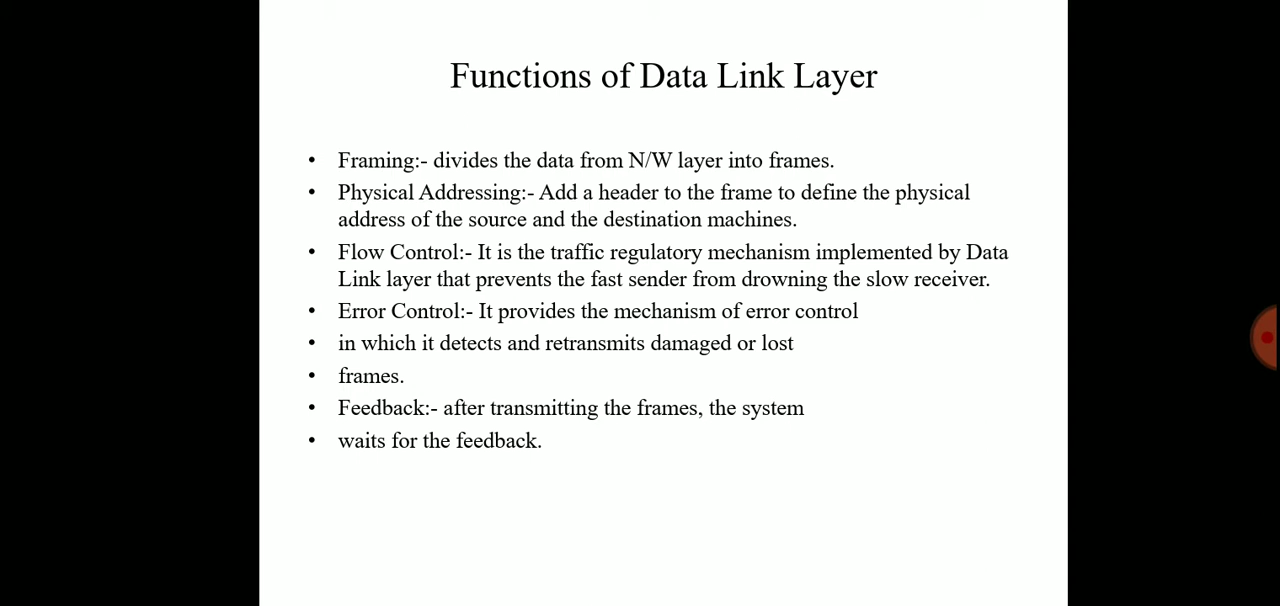 Functions of Data Link Layer
• Framing:- divides the data from N/W layer into frames.
• Physical Addressing:- Add a header to the frame to define the physical
address of the source and the destination machines.
• Flow Control:- It is the traffic regulatory mechanism implemented by Data
Link layer that prevents the fast sender from drowning the slow receiver.
• Error Control:- It provides the mechanism of error control
• in which it detects and retransmits damaged or lost
• frames.
• Feedback:- after transmitting the frames, the system
• waits for the feedback.